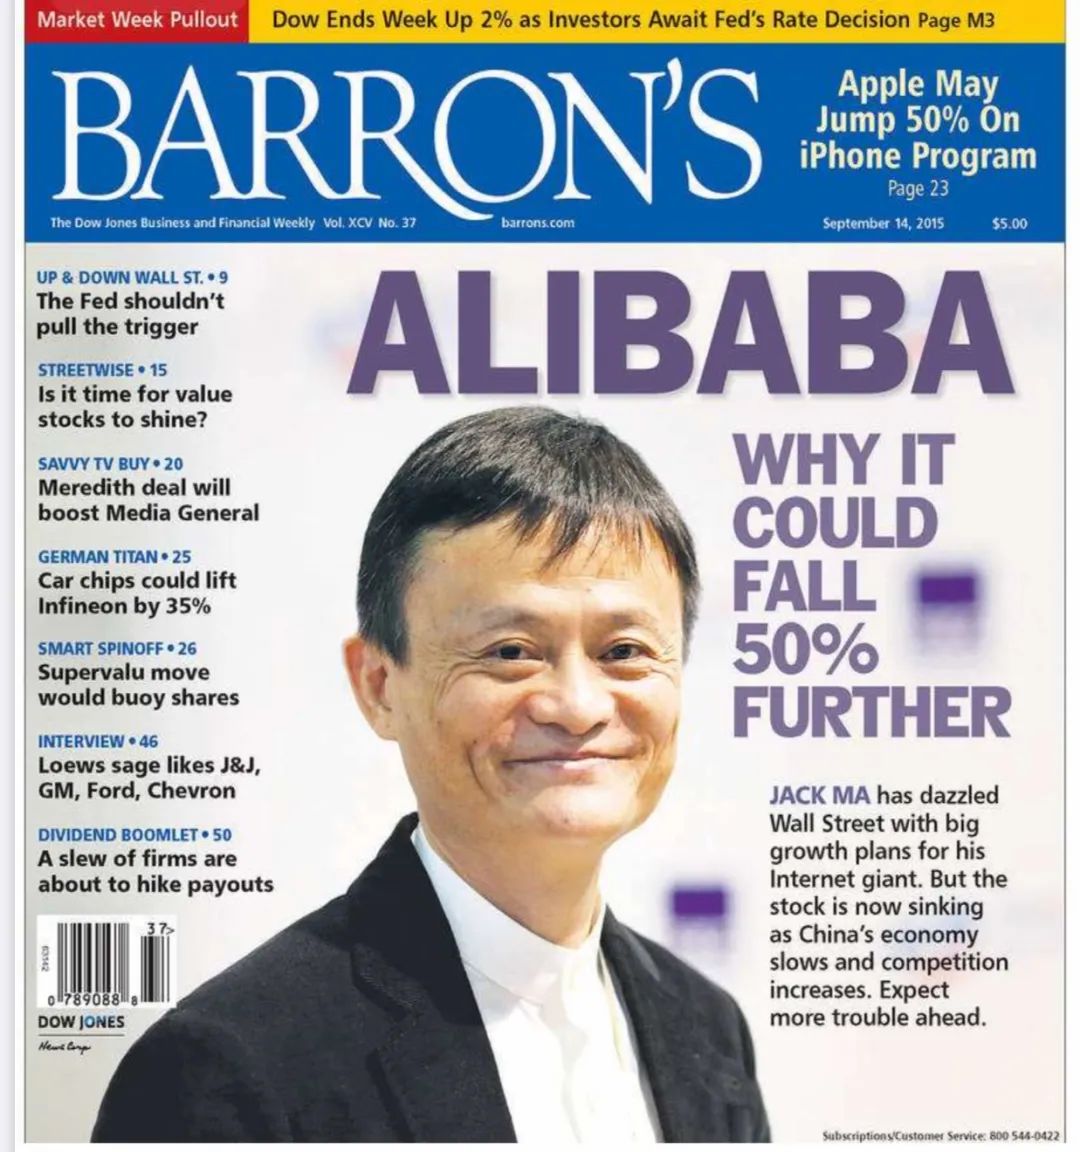 Market Week Pullout
Dow Ends Week Up 2% as Investors Await Fed's Rate Decision Page M3
BARRON'S
Apple May
Jump 50% On
iPhone Program
Page 23
The Dow Jones Business and Financial Weekly Vol. XCV No. 37
barrons.com
September 14, 2015
$5.00
UP & DOWN WALL ST. • 9
The Fed shouldn't
pull the trigger
STREETWISE • 15
Is it time for value
stocks to shine?
SAVVY TV BUY • 20
Meredith deal will
boost Media General
GERMAN TITAN • 25
Car chips could lift
Infineon by 35%
SMART SPINOFF • 26
Supervalu move
would buoy shares
INTERVIEW • 46
Loews sage likes J&J,
GM, Ford, Chevron
DIVIDEND BOOMLET • 50
A slew of firms are
about to hike payouts
37>
63142
0 789088 8
DOW JONES
News Corp
ALIBABA
WHY IT
COULD
FALL
50%
FURTHER
JACK MA has dazzled
Wall Street with big
growth plans for his
Internet giant. But the
stock is now sinking
as China's economy
slows and competition
increases. Expect
more trouble ahead.
Subscriptions/Customer Service: 800 544-0422